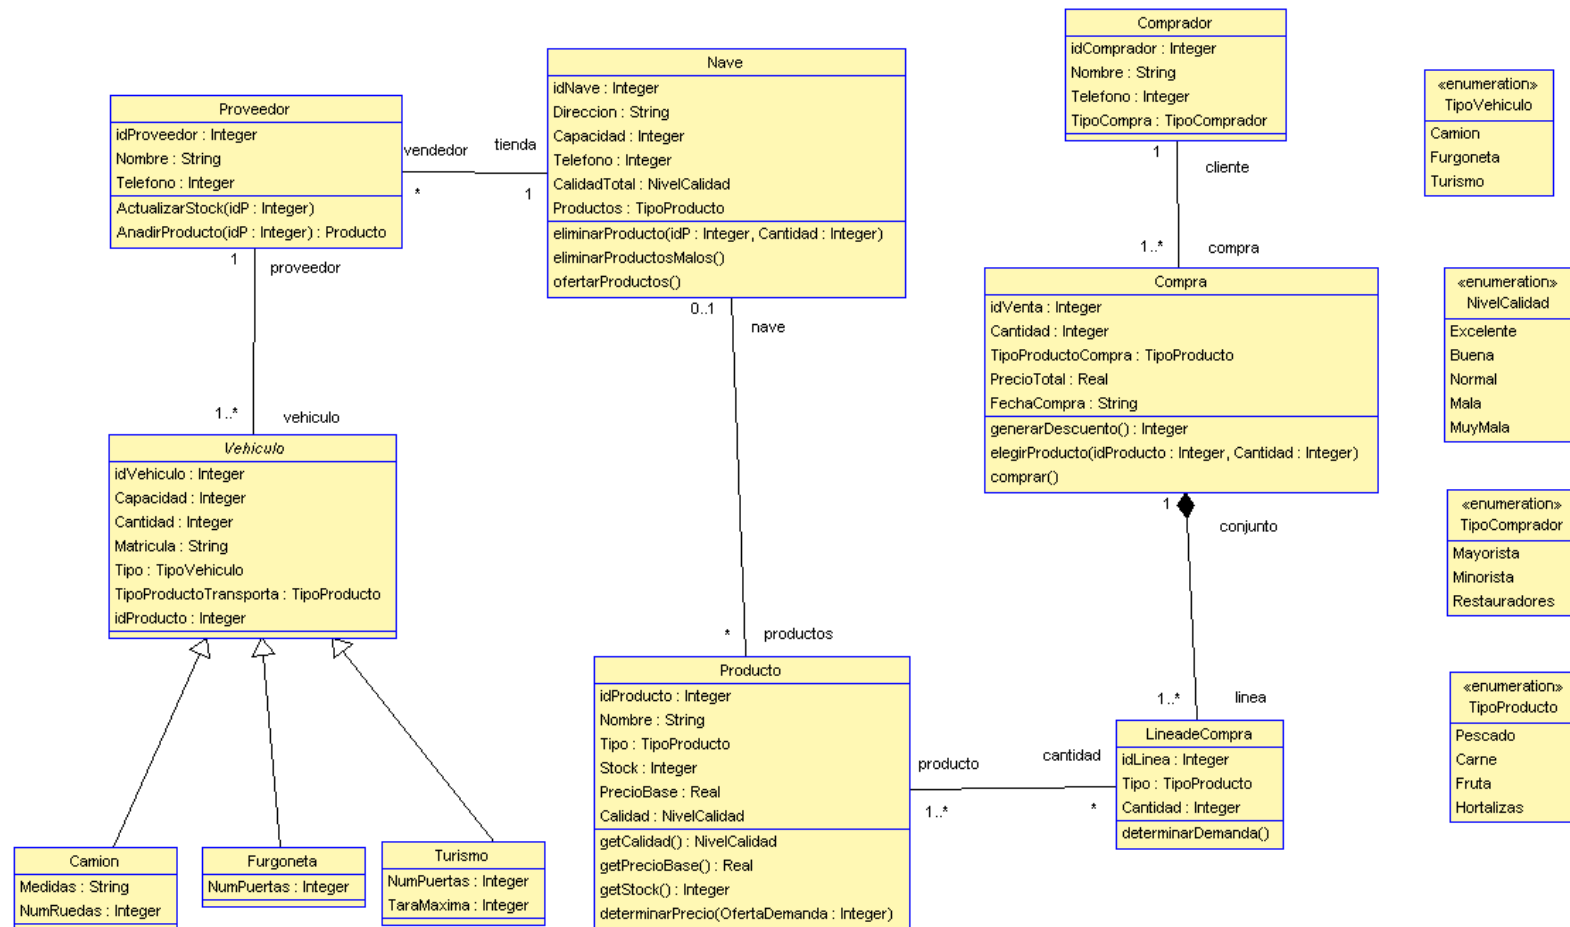 Comprador
idComprador : Integer
Nombre : String
Telefono : Integer
TipoCompra : TipoComprador
1
cliente
1..*
compra
Nave
idNave : Integer
Direccion : String
Capacidad : Integer
Telefono : Integer
CalidadTotal : NivelCalidad
Productos : TipoProducto
eliminarProducto(idP : Integer, Cantidad : Integer)
eliminarProductosMalos()
ofertarProductos()
Proveedor
idProveedor : Integer
Nombre : String
Telefono : Integer
ActualizarStock(idP : Integer)
AnadirProducto(idP : Integer) : Producto
vendedor
tienda
*
1
1
proveedor
1..*
vehiculo
0..1
nave
*
productos
«enumeration»
TipoVehiculo
Camion
Furgoneta
Turismo
Compra
idVenta : Integer
Cantidad : Integer
TipoProductoCompra : TipoProducto
PrecioTotal : Real
FechaCompra : String
generarDescuento() : Integer
elegirProducto(idProducto : Integer, Cantidad : Integer)
comprar()
1
conjunto
1..*
linea
«enumeration»
NivelCalidad
Excelente
Buena
Normal
Mala
MuyMala
Vehiculo
idVehiculo : Integer
Capacidad : Integer
Cantidad : Integer
Matricula : String
Tipo : TipoVehiculo
TipoProductoTransporta : TipoProducto
idProducto : Integer
«enumeration»
TipoComprador
Mayorista
Minorista
Restauradores
Producto
idProducto : Integer
Nombre : String
Tipo : TipoProducto
Stock : Integer
PrecioBase : Real
Calidad : NivelCalidad
getCalidad() : NivelCalidad
getPrecioBase() : Real
getStock() : Integer
determinarPrecio(OfertaDemanda : Integer)
producto
cantidad
1..*
*
LineadeCompra
idLinea : Integer
Tipo : TipoProducto
Cantidad : Integer
determinarDemanda()
«enumeration»
TipoProducto
Pescado
Carne
Fruta
Hortalizas
Camion
Medidas : String
NumRuedas : Integer
Furgoneta
NumPuertas : Integer
Turismo
NumPuertas : Integer
TaraMaxima : Integer